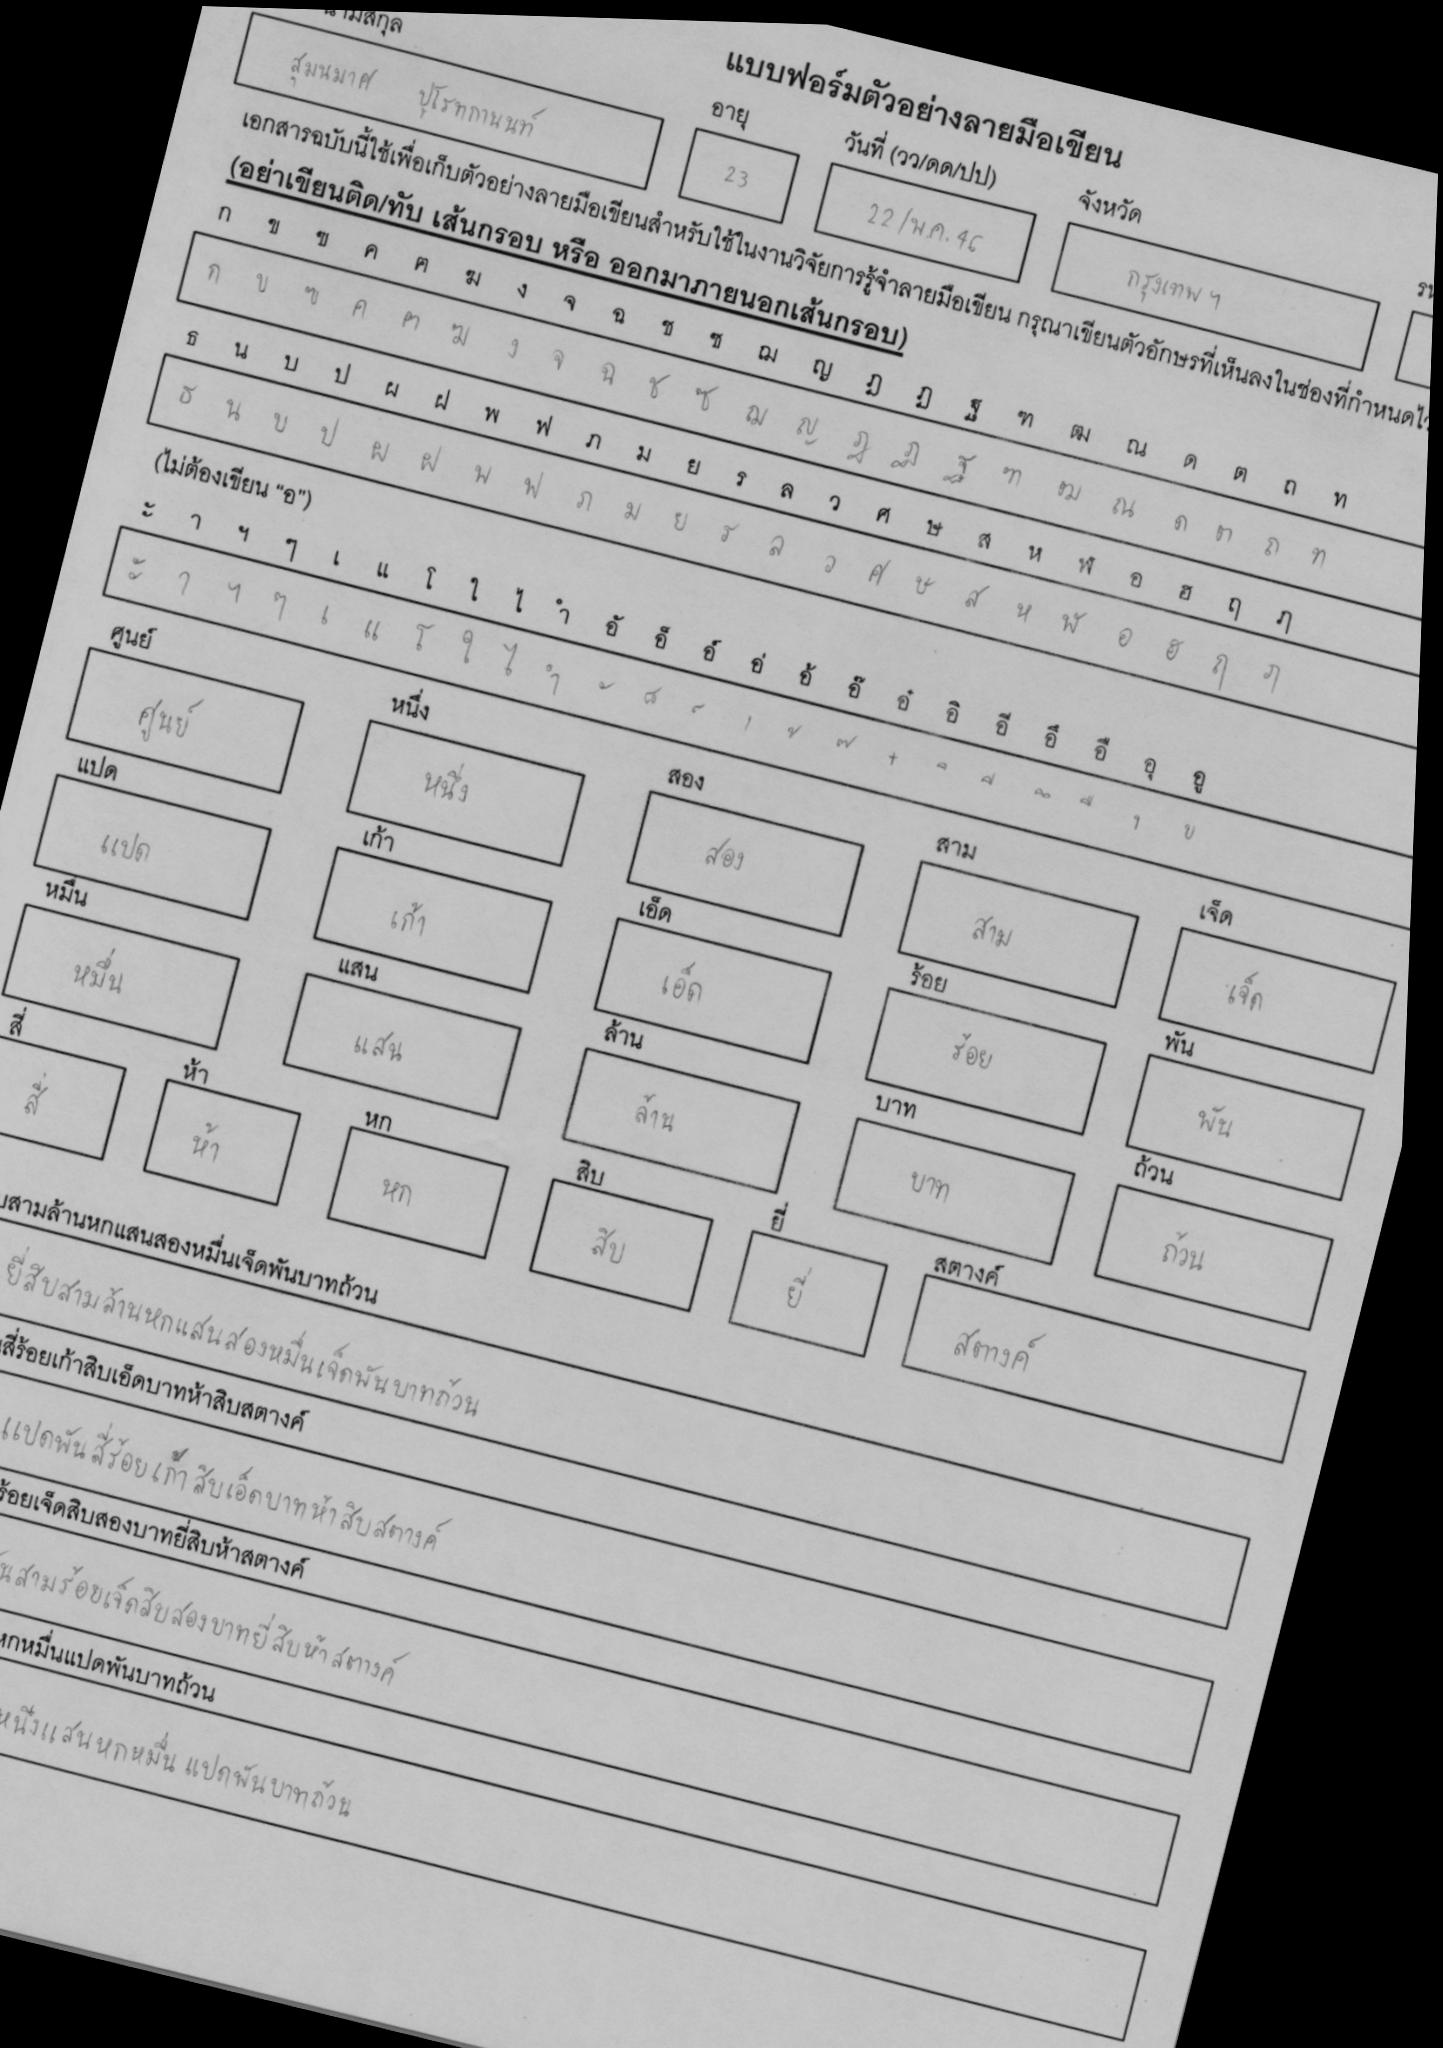 แบบฟอร์มตัวอย่างลายมือเขียน
นามสกุล อายุ วันที่ (วว/ดด/ปป) จังหวัด
สุมนมาศ 23 22/พ.ค. 46 กรุงเทพฯ
เอกสารฉบับนี้ใช้เพื่อเก็บตัวอย่างลายมือเขียนสำหรับใช้ในงานวิจัยการรู้จำลายมือเขียน กรุณาเขียนตัวอักษรที่เห็นลงในช่องที่กำหนด
(อย่าเขียนติด/ทับ เส้นกรอบ หรือ ออกมาภายนอกเส้นกรอบ)
ก ข ฃ ค ฅ ฆ ง จ ฉ ช ซ ฌ ญ ฎ ฏ ฐ ฑ ฒ ณ ด ต ถ ท
ก ข ฃ ค ฅ ฆ ง จ ฉ ช ซ ฌ ญ ฎ ฏ ฐ ฑ ฒ ณ ด ต ถ ท
ธ น บ ป ผ ฝ พ ฟ ภ ม ย ร ล ว ศ ษ ส ห ฬ อ ฮ ฤ ฦ
ธ น บ ป ผ ฝ พ ฟ ภ ม ย ร ล ว ศ ษ ส ห ฬ อ ฮ ฤ ฦ
(ไม่ต้องเขียน "อ")
ะ า ฯ ๆ เ แ โ ใ ไ ำ อั อ็ อ์ อ่ อ้ อ๊ อ๋ อิ อี อึ อื อุ อู
ะ า ฯ ๆ เ แ โ ใ ไ ำ ั ็ ์ ่ ้ ๊ ๋ ิ ี ึ ื ุ ู
ศูนย์ หนึ่ง สอง สาม เจ็ด
ศูนย์ หนึ่ง สอง สาม เจ็ด
แปด เก้า เอ็ด ร้อย พัน
แปด เก้า เอ็ด ร้อย พัน
หมื่น แสน ล้าน บาท ถ้วน
หมื่น แสน ล้าน บาท ถ้วน
สี่ ห้า หก สิบ ยี่ สตางค์
สี่ ห้า หก สิบ ยี่ สตางค์
สามล้านหกแสนสองหมื่นเจ็ดพันบาทถ้วน
ยี่สิบสามล้านหกแสนสองหมื่นเจ็ดพันบาทถ้วน
สี่ร้อยเก้าสิบเอ็ดบาทห้าสิบสตางค์
แปดพันสี่ร้อยเก้าสิบเอ็ดบาทห้าสิบสตางค์
ร้อยเจ็ดสิบสองบาทยี่สิบห้าสตางค์
สามร้อยเจ็ดสิบสองบาทยี่สิบห้าสตางค์
หกหมื่นแปดพันบาทถ้วน
หนึ่งแสนหกหมื่นแปดพันบาทถ้วน